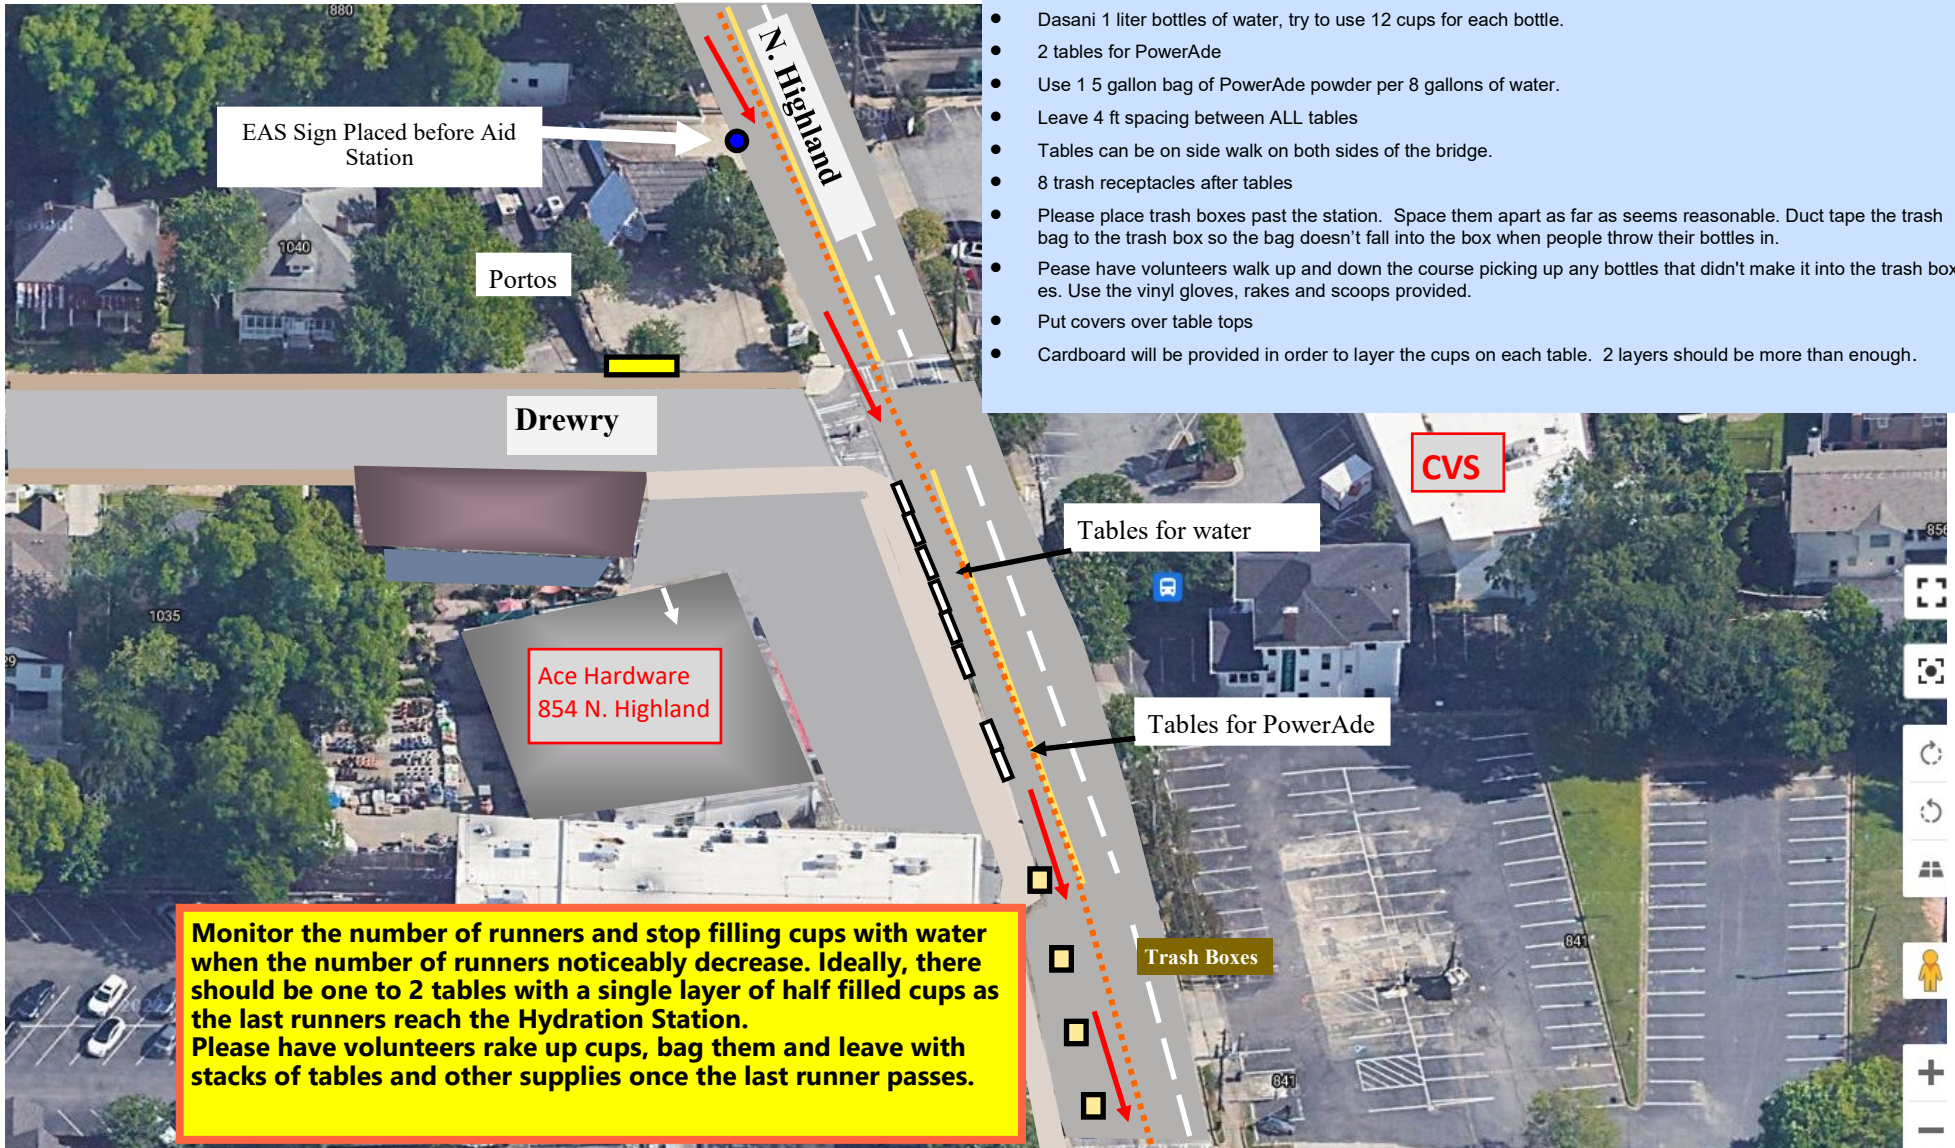 880
N. Highland
EAS Sign Placed before Aid
Station
1040
Portos
Drewry
• Dasani 1 liter bottles of water, try to use 12 cups for each bottle.
• 2 tables for PowerAde
• Use 1 5 gallon bag of PowerAde powder per 8 gallons of water.
• Leave 4 ft spacing between ALL tables
• Tables can be on side walk on both sides of the bridge.
• 8 trash receptacles after tables
• Please place trash boxes past the station. Space them apart as far as seems reasonable. Duct tape the trash
bag to the trash box so the bag doesn't fall into the box when people throw their bottles in.
• Pease have volunteers walk up and down the course picking up any bottles that didn't make it into the trash box
es. Use the vinyl gloves, rakes and scoops provided.
• Put covers over table tops
• Cardboard will be provided in order to layer the cups on each table. 2 layers should be more than enough.
CVS
Tables for water
856
1035
29
Ace Hardware
854 N. Highland
Tables for PowerAde
Trash Boxes
841
841
Monitor the number of runners and stop filling cups with water
when the number of runners noticeably decrease. Ideally, there
should be one to 2 tables with a single layer of half filled cups as
the last runners reach the Hydration Station.
Please have volunteers rake up cups, bag them and leave with
stacks of tables and other supplies once the last runner passes.